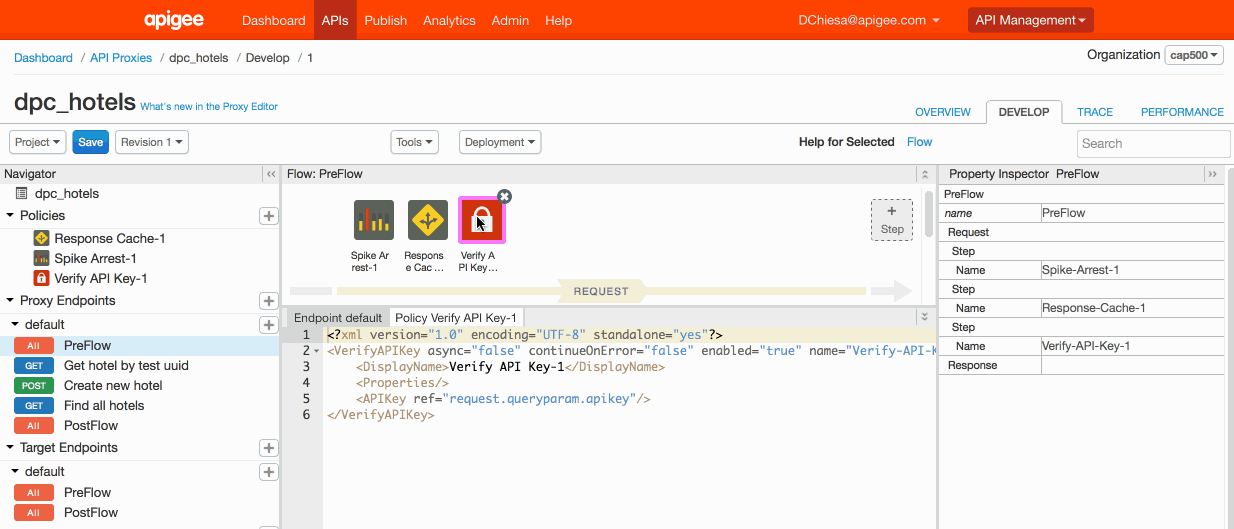 apigee Dashboard APIs Publish Analytics Admin Help DChiesa@apigee.com API Management
Dashboard / API Proxies / dpc_hotels / Develop / 1 Organization cap500
dpc_hotels What's new in the Proxy Editor OVERVIEW DEVELOP TRACE PERFORMANCE
Project Save Revision 1 Tools Deployment Help for Selected Flow Search
Navigator
dpc_hotels
Policies
Response Cache-1
Spike Arrest-1
Verify API Key-1
Proxy Endpoints
default
All PreFlow
GET Get hotel by test uuid
POST Create new hotel
GET Find all hotels
All PostFlow
Target Endpoints
default
All PreFlow
All PostFlow
Flow: PreFlow
Spike Ar
rest-1
Respons
e Cac ...
Verify A
PI Key...
+
Step
REQUEST
Endpoint default Policy Verify API Key-1
1 <?xml version="1.0" encoding="UTF-8" standalone="yes"?>
2 <VerifyAPIKey async="false" continueOnError="false" enabled="true" name="Verify-API-K
3 <DisplayName>Verify API Key-1</DisplayName>
4 <Properties/>
5 <APIKey ref="request.queryparam.apikey"/>
6 </VerifyAPIKey>
Property Inspector PreFlow
PreFlow
name PreFlow
Request
Step
Name Spike-Arrest-1
Step
Name Response-Cache-1
Step
Name Verify-API-Key-1
Response